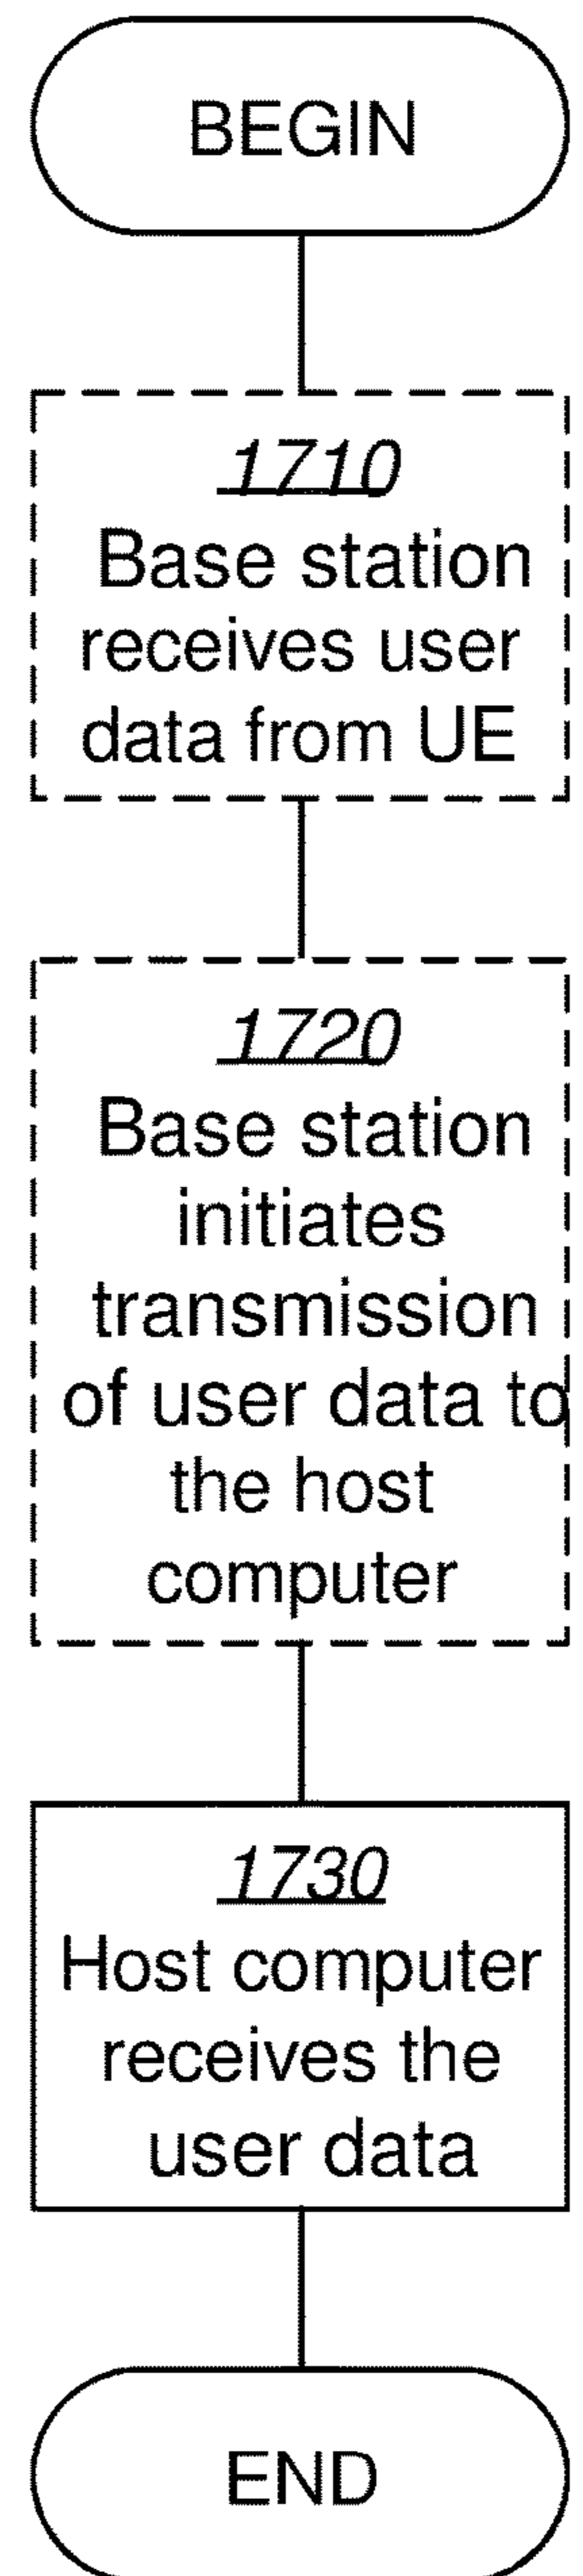 BEGIN
1710
Base station
receives user
data from UE
1720
Base station
initiates
transmission
of user data to
the host
computer
1730
Host computer
receives the
user data
END